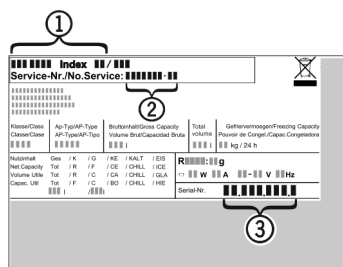 1
Index /
Service-Nr./No.Service: -
2
Klasse/Class Ap-Typ/AP-Type Bruttoinhalt/Gross Capacity Total Gefriervermoegen/Freezing Capacity
Classe/Clase AP-Type/AP-Tipo Volume Brut/Capacidad Bruta volume Pouvoir de Congel./Capac.Congeladora
l l kg / 24 h
Nutzinhalt Ges / K / G / KE / KALT / EIS
Net.Capacity Tot / R / F / CE / CHILL / ICE
Volume Utile Tot / R / C / CA / CHILL / GLA
Capac. Util Tot / F / C / BO / CHILL / HIE
l / l
R : g
W A - V Hz
Serial-Nr. , , ,
3